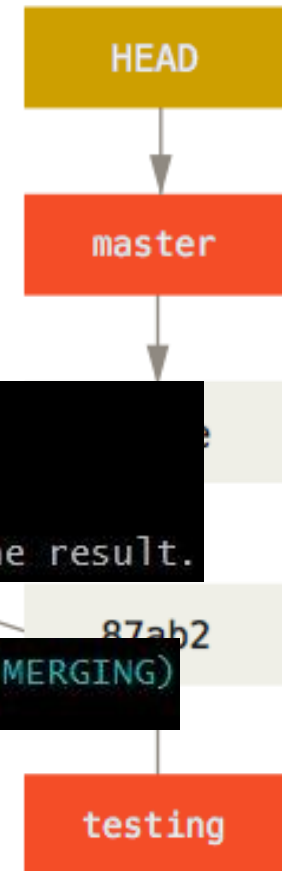 HEAD
master
e
e result.
87ab2
MERGING)
testing